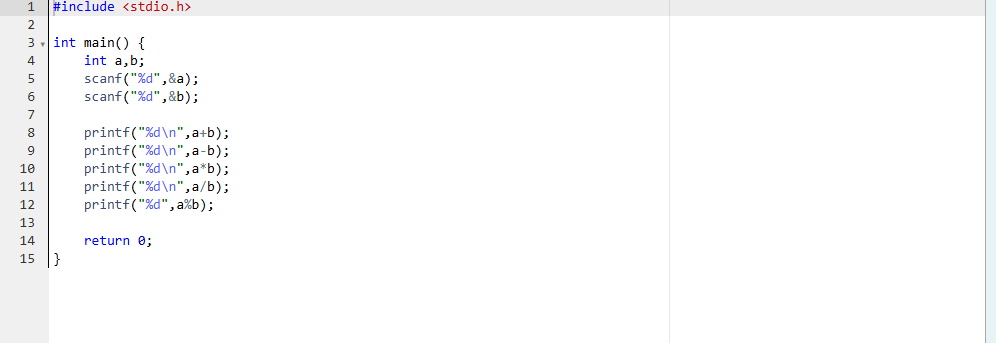 1 #include <stdio.h>
2
3 int main() {
4     int a,b;
5     scanf("%d",&a);
6     scanf("%d",&b);
7
8     printf("%d\n",a+b);
9     printf("%d\n",a-b);
10     printf("%d\n",a*b);
11     printf("%d\n",a/b);
12     printf("%d",a%b);
13
14     return 0;
15 }